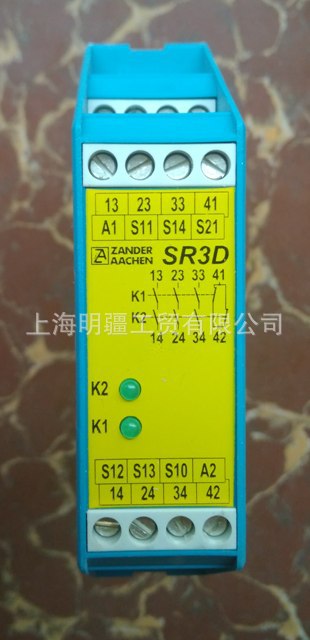 13 23 33 41
A1 S11 S14 S21
ZANDER
AACHEN
SR3D
13 23 33 41
K1
上海明疆工贸有限公司
K2
14 24 34 42
K2
K1
S12 S13 S10 A2
14 24 34 42